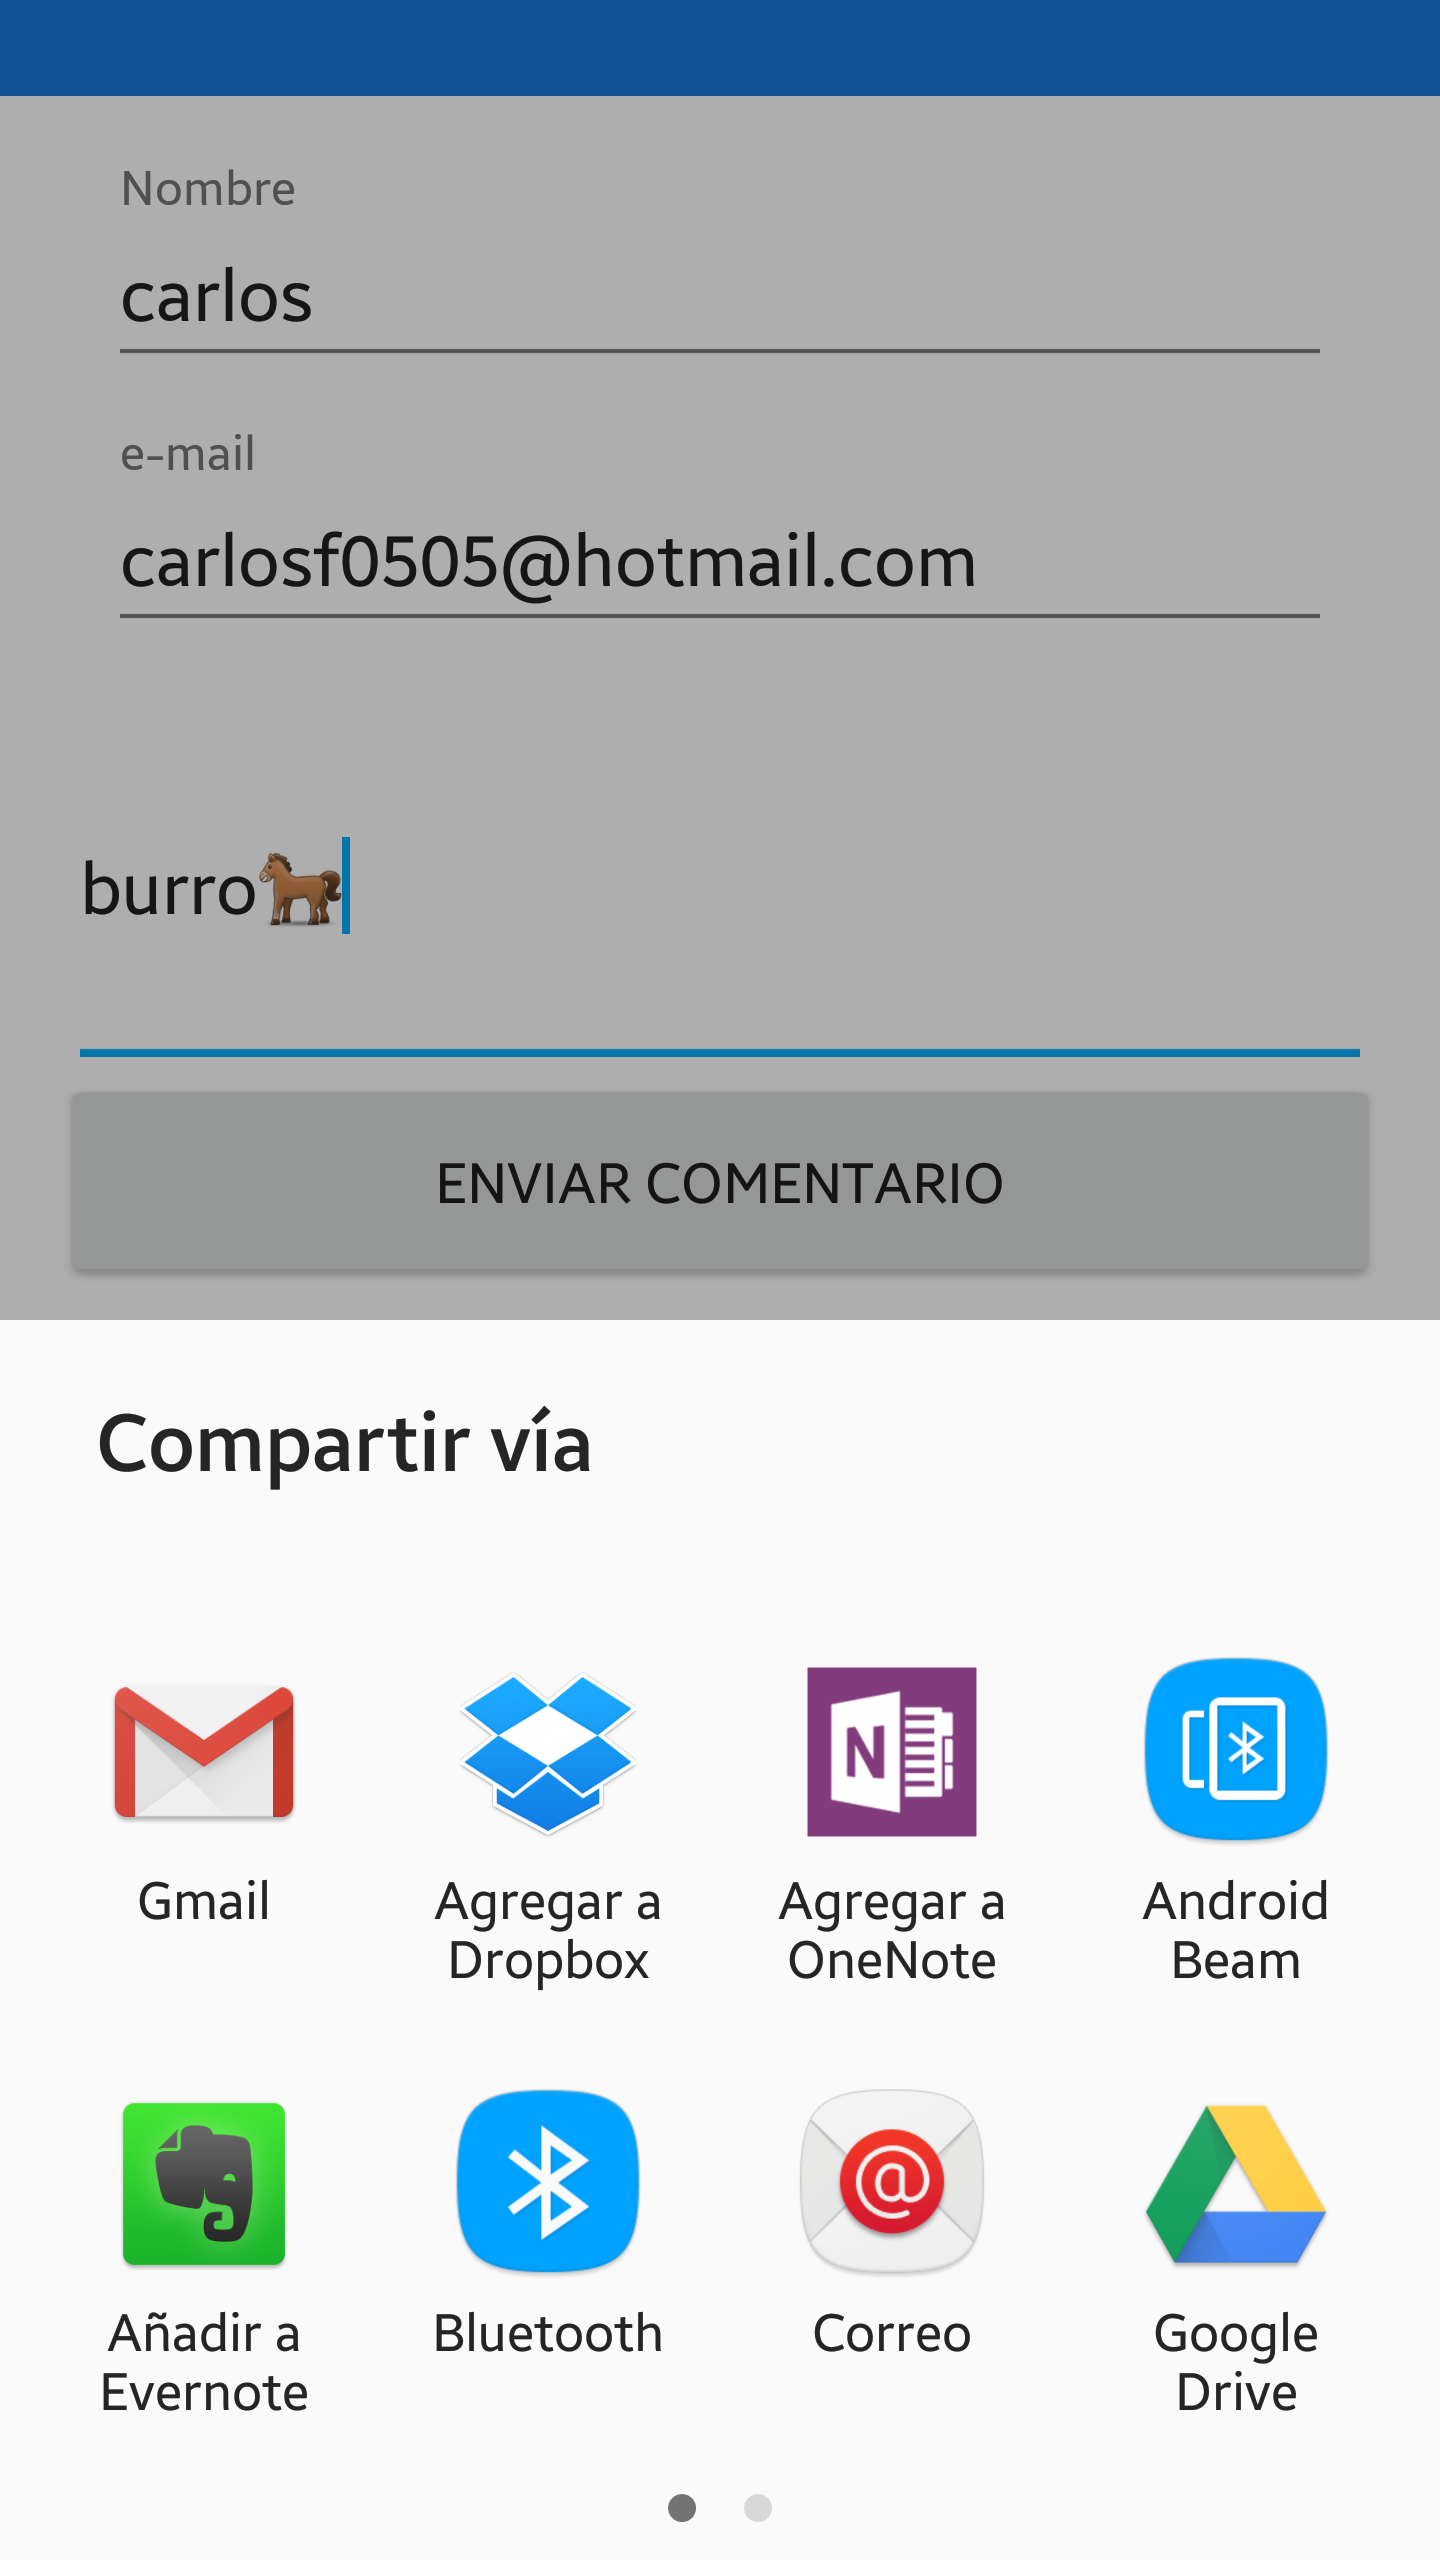 Nombre
carlos
e-mail
carlosf0505@hotmail.com
burro🐎
ENVIAR COMENTARIO
Compartir vía
Gmail
Agregar a
Dropbox
Agregar a
OneNote
Android
Beam
Añadir a
Evernote
Bluetooth
Correo
Google
Drive